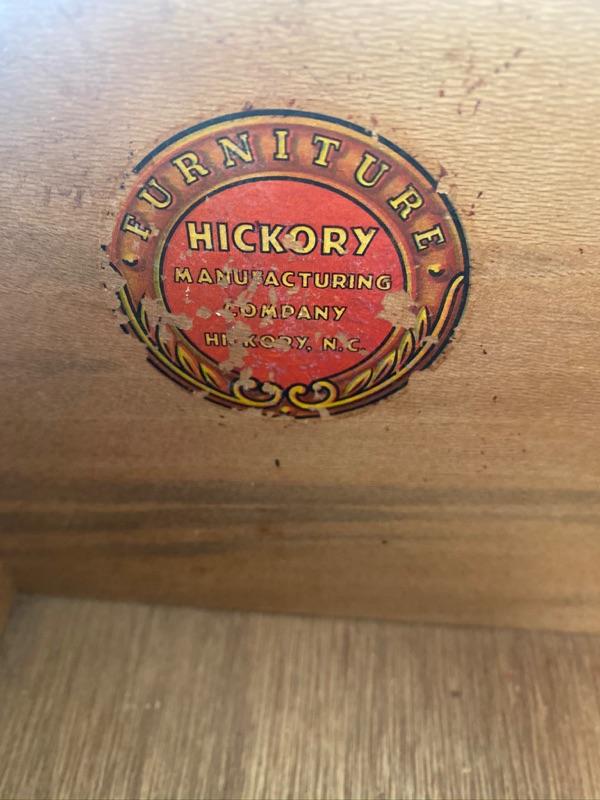 FURNITURE
HICKORY
MANUFACTURING
COMPANY
HICKORY, N.C.